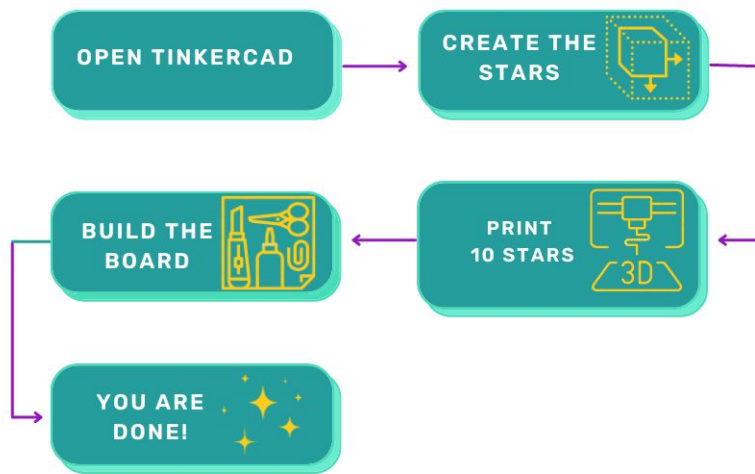 OPEN TINKERCAD
CREATE THE
STARS
PRINT
10 STARS
3D
BUILD THE
BOARD
YOU ARE
DONE!